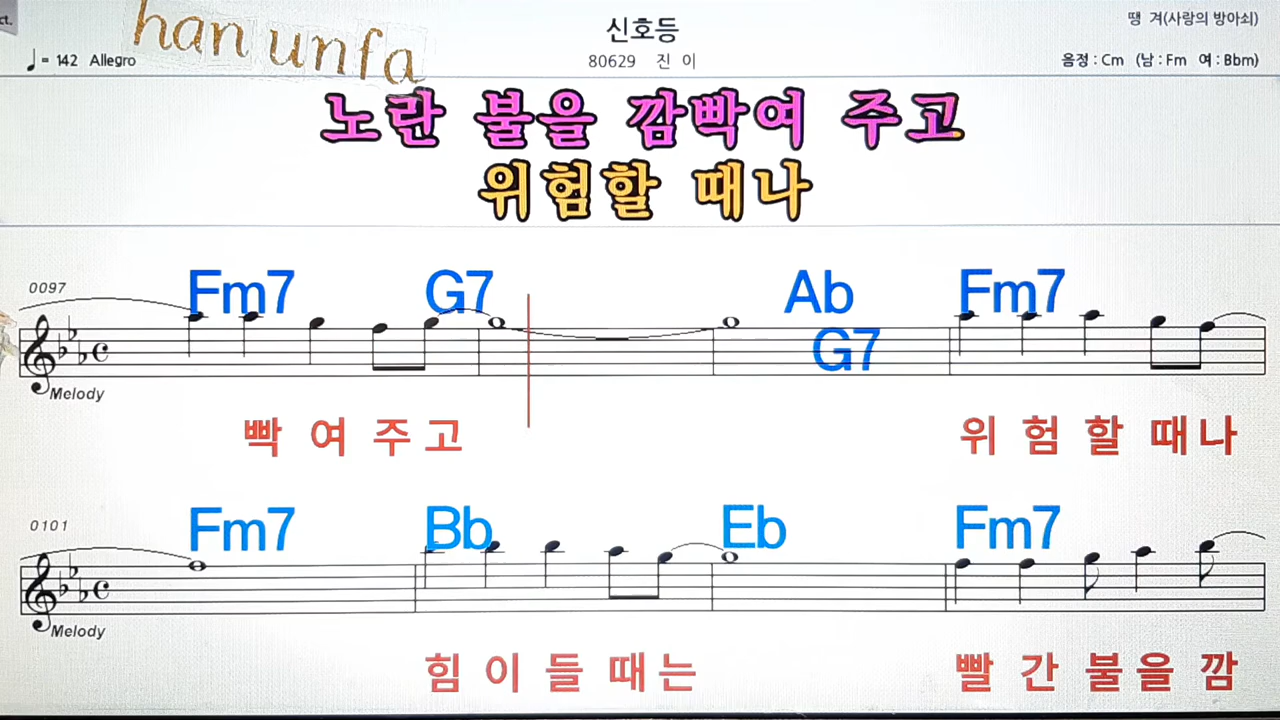 ct.
han unfa
신호등
땡 겨(사랑의 방아쇠)
♩= 142 Allegro
80629 진 이
음정 : Cm (남 : Fm 여 : Bbm)
노란 불을 깜빡여 주고
위험할 때나
0097
Fm7 G7 Ab Fm7
G7
Melody
빡 여 주 고 위 험 할 때 나
0101
Fm7 Bb Eb Fm7
Melody
힘 이 들 때 는 빨 간 불 을 깜